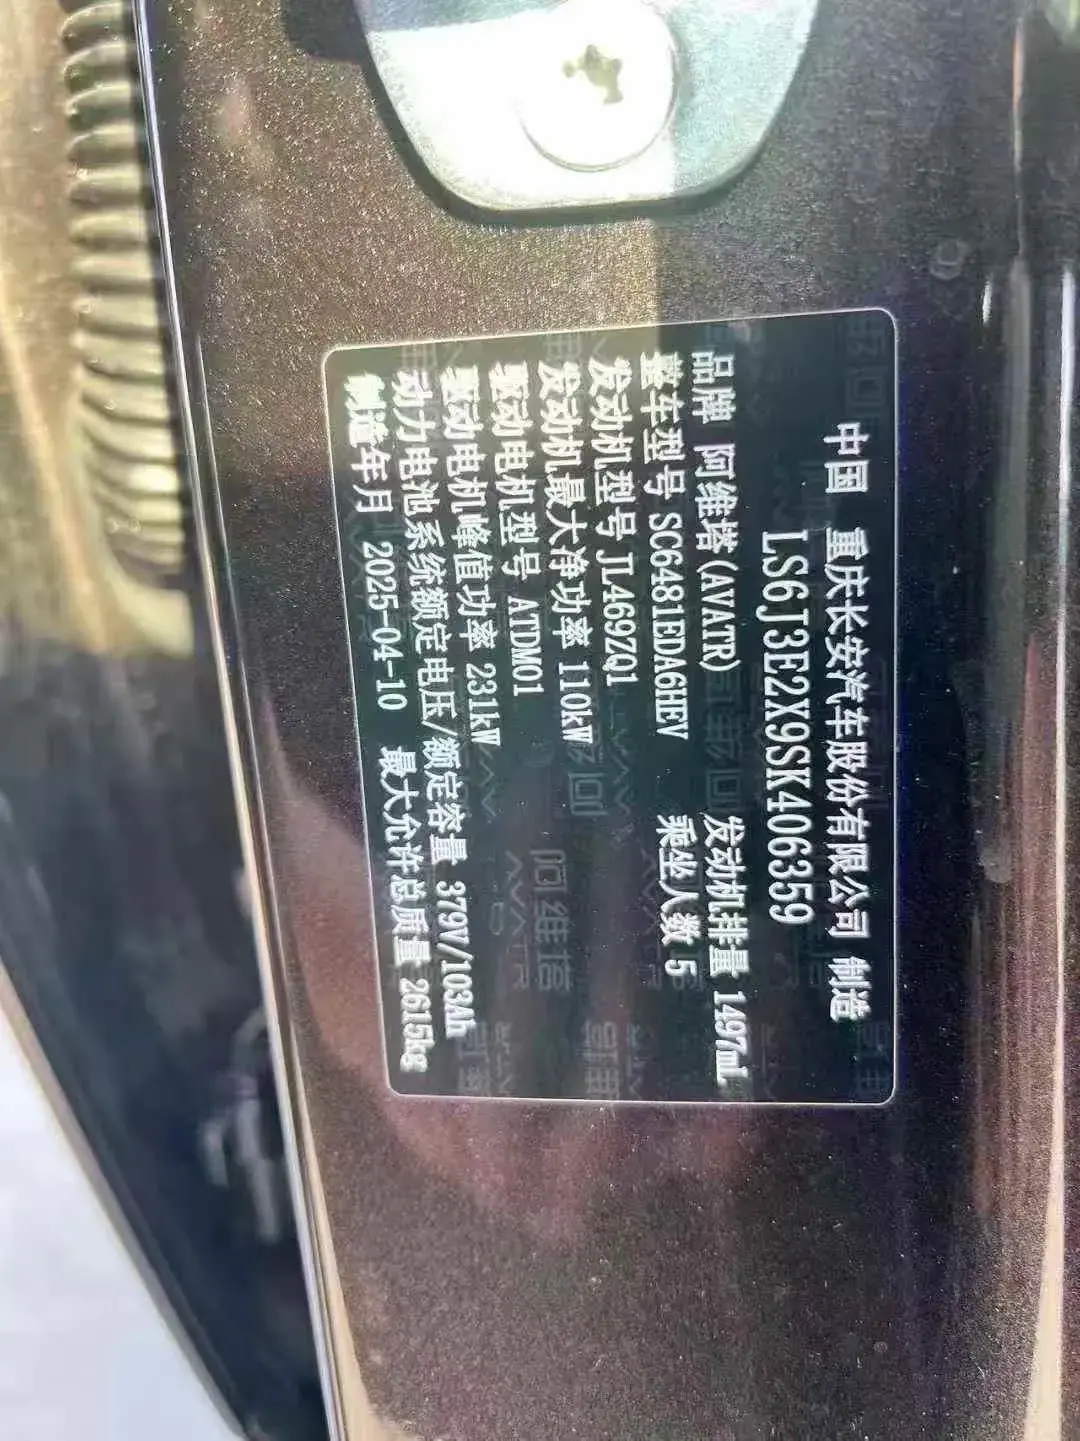 中国 重庆长安汽车股份有限公司 制造
LS6J3E2X9SK406359
品牌 阿维塔(AVATR) 发动机排量 1497mL
整车型号 SC6481EDA6HEV 乘坐人数 5
发动机型号 JL469ZQ1
发动机最大净功率 110kW
驱动电机型号 ATDM01
驱动电机峰值功率 231kW
动力电池系统额定电压/额定容量 379V/103Ah
制造年月 2025-04-10 最大允许总质量 2615kg
阿维塔
AVATR